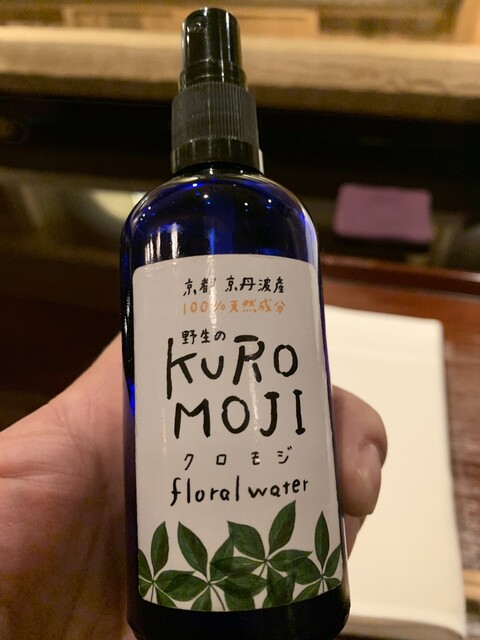 京都 京丹波産
100%天然成分
野生の
KURO
MOJI
クロモジ
floral water